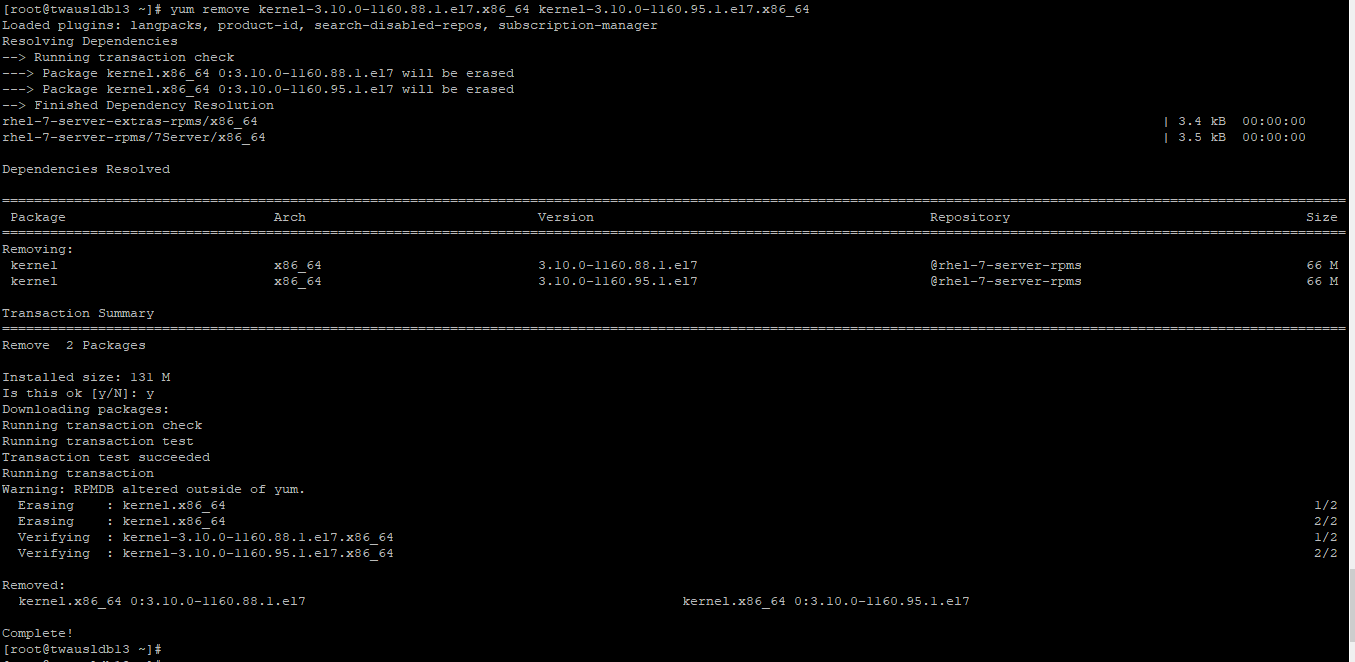 [root@twausldbl3 ~]# yum remove kernel-3.10.0-1160.88.1.el7.x86_64 kernel-3.10.0-1160.95.1.el7.x86_64
Loaded plugins: langpacks, product-id, search-disabled-repos, subscription-manager
Resolving Dependencies
--> Running transaction check
---> Package kernel.x86_64 0:3.10.0-1160.88.1.el7 will be erased
---> Package kernel.x86_64 0:3.10.0-1160.95.1.el7 will be erased
--> Finished Dependency Resolution
rhel-7-server-extras-rpms/x86_64 | 3.4 kB 00:00:00
rhel-7-server-rpms/7Server/x86_64 | 3.5 kB 00:00:00
Dependencies Resolved
Package Arch Version Repository Size
Removing:
kernel x86_64 3.10.0-1160.88.1.el7 @rhel-7-server-rpms 66 M
kernel x86_64 3.10.0-1160.95.1.el7 @rhel-7-server-rpms 66 M
Transaction Summary
Remove 2 Packages
Installed size: 131 M
Is this ok [y/N]: y
Downloading packages:
Running transaction check
Running transaction test
Transaction test succeeded
Running transaction
Warning: RPMDB altered outside of yum.
Erasing : kernel.x86_64 1/2
Erasing : kernel.x86_64 2/2
Verifying : kernel-3.10.0-1160.88.1.el7.x86_64 1/2
Verifying : kernel-3.10.0-1160.95.1.el7.x86_64 2/2
Removed:
kernel.x86_64 0:3.10.0-1160.88.1.el7 kernel.x86_64 0:3.10.0-1160.95.1.el7
Complete!
[root@twausldbl3 ~]#